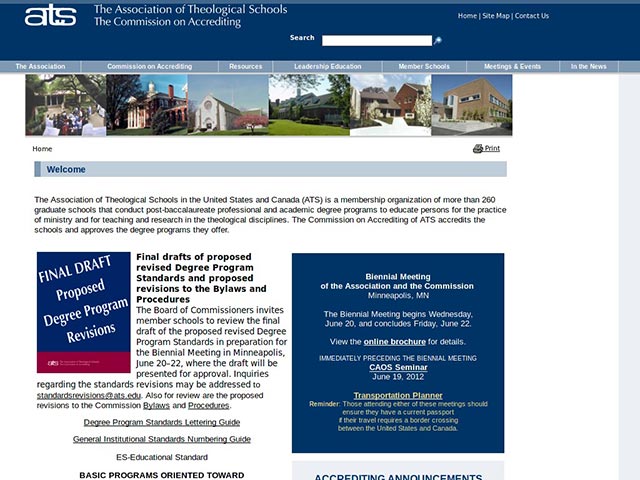 ats
The Association of Theological Schools
The Commission on Accrediting
Home | Site Map | Contact Us
Search
The Association
Commission on Accrediting
Resources
Leadership Education
Member Schools
Meetings & Events
In the News
Home
Print
Welcome
The Association of Theological Schools in the United States and Canada (ATS) is a membership organization of more than 260
graduate schools that conduct post-baccalaureate professional and academic degree programs to educate persons for the practice
of ministry and for teaching and research in the theological disciplines. The Commission on Accrediting of ATS accredits the
schools and approves the degree programs they offer.
FINAL DRAFT
Proposed
Degree Program
Revisions
Final drafts of proposed
revised Degree Program
Standards and proposed
revisions to the Bylaws and
Procedures
The Board of Commissioners invites
member schools to review the final
draft of the proposed revised Degree
Program Standards in preparation for
the Biennial Meeting in Minneapolis,
June 20–22, where the draft will be
presented for approval. Inquiries
regarding the standards revisions may be addressed to
standardsrevisions@ats.edu. Also for review are the proposed
revisions to the Commission Bylaws and Procedures.
Degree Program Standards Lettering Guide
General Institutional Standards Numbering Guide
ES-Educational Standard
BASIC PROGRAMS ORIENTED TOWARD
Biennial Meeting
of the Association and the Commission
Minneapolis, MN
The Biennial Meeting begins Wednesday,
June 20, and concludes Friday, June 22.
View the online brochure for details.
IMMEDIATELY PRECEDING THE BIENNIAL MEETING
CAOS Seminar
June 19, 2012
Transportation Planner
Reminder: Those attending either of these meetings should
ensure they have a current passport
if their travel requires a border crossing
between the United States and Canada.
ACCREDITING ANNOUNCEMENTS